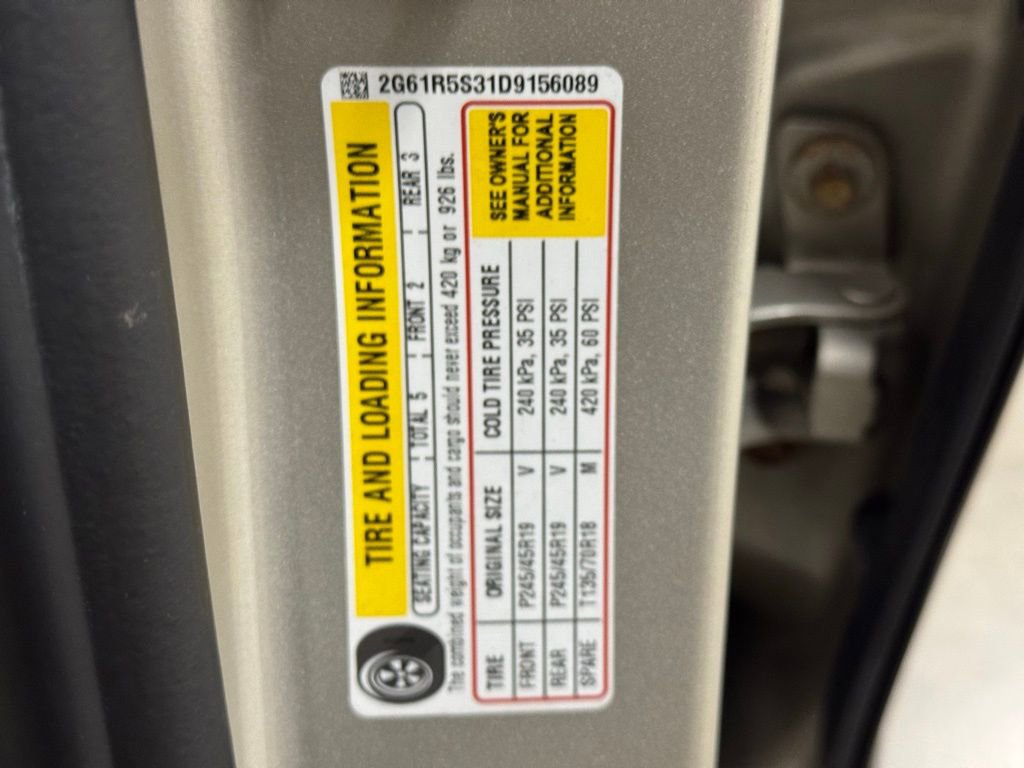 2G61R5S31D9156089
TIRE AND LOADING INFORMATION
SEATING CAPACITY TOTAL 5 FRONT 2 REAR 3
The combined weight of occupants and cargo should never exceed 420 kg or 926 lbs.
TIRE ORIGINAL SIZE COLD TIRE PRESSURE
FRONT P245/45R19 V 240 kPa, 35 PSI
REAR P245/45R19 V 240 kPa, 35 PSI
SPARE T135/70R18 M 420 kPa, 60 PSI
SEE OWNER'S
MANUAL FOR
ADDITIONAL
INFORMATION